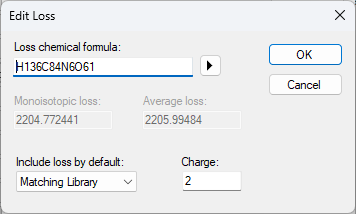 Edit Loss
Loss chemical formula:
H136C84N6O61
OK
Cancel
Monoisotopic loss:
Average loss:
2204.772441
2205.99484
Include loss by default:
Charge:
Matching Library
2